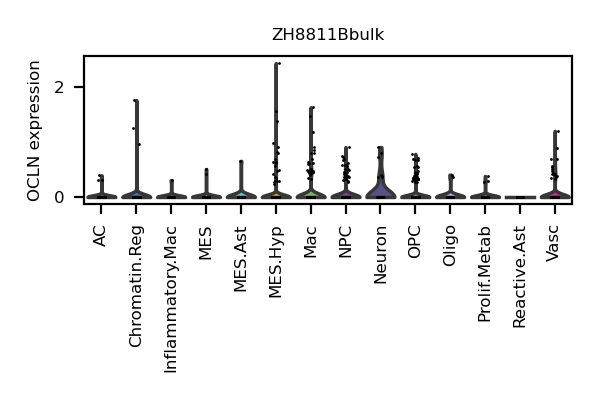 ZH8811Bbulk
OCLN expression
2
0
AC
Chromatin.Reg
Inflammatory.Mac
MES
MES.Ast
MES.Hyp
Mac
NPC
Neuron
OPC
Oligo
Prolif.Metab
Reactive.Ast
Vasc